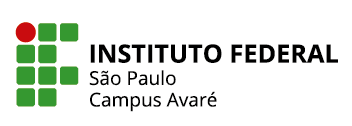 INSTITUTO FEDERAL
São Paulo
Campus Avaré